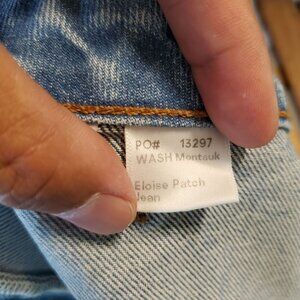 PO# 13297
WASH Montauk
Eloise Patch
Jean